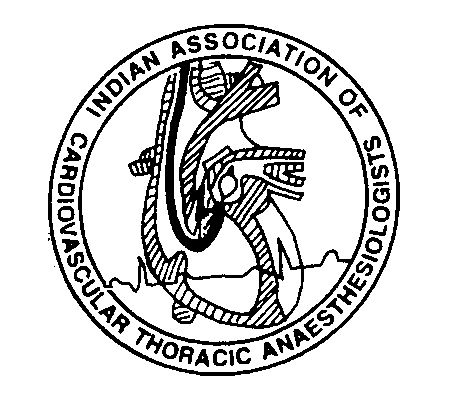 INDIAN ASSOCIATION OF
CARDIOVASCULAR THORACIC ANAESTHESIOLOGISTS